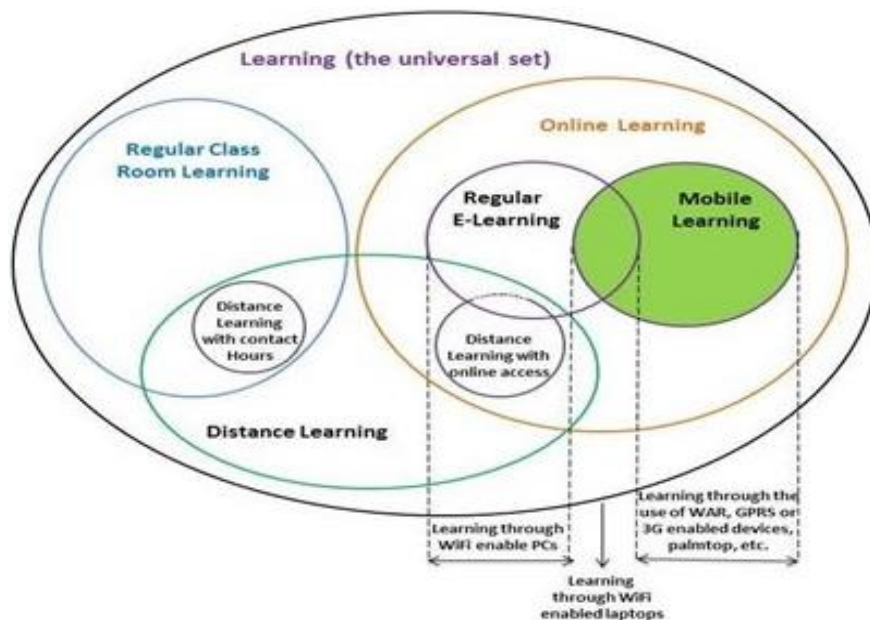 Learning (the universal set)
Online Learning
Regular Class
Room Learning
Regular
E-Learning
Mobile
Learning
Distance
Learning
with contact
Hours
Distance
Learning with
online access
Distance Learning
Learning through
WiFi enable PCs
Learning through the
use of WAR, GPRS or
3G enabled devices,
palmtop, etc.
Learning
through WiFi
enabled laptops